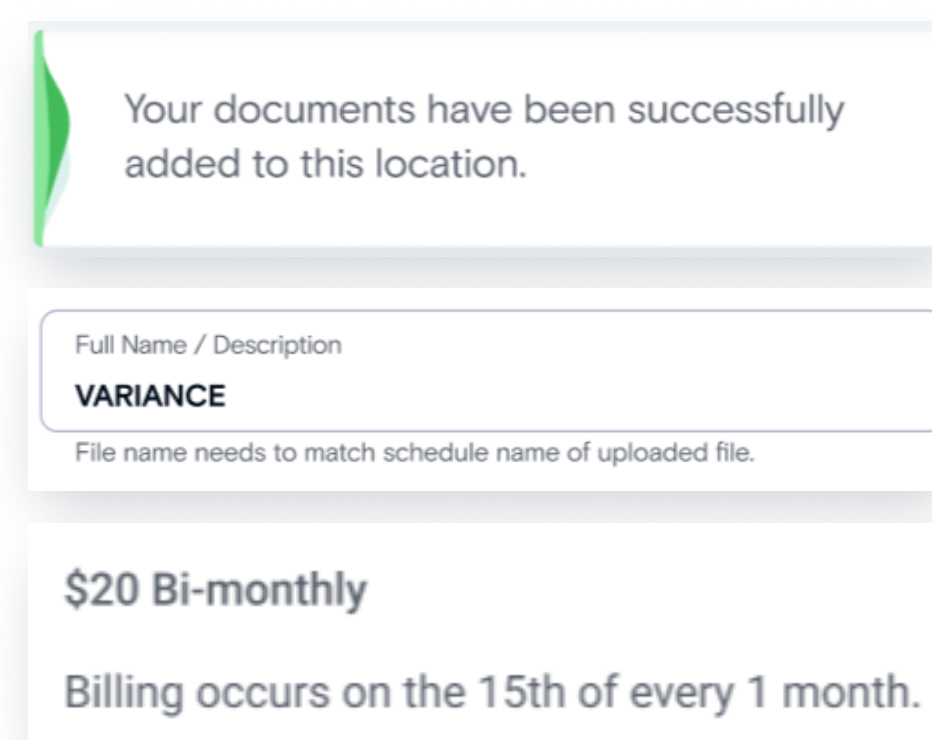 Your documents have been successfully
added to this location.
Full Name / Description
VARIANCE
File name needs to match schedule name of uploaded file.
$20 Bi-monthly
Billing occurs on the 15th of every 1 month.